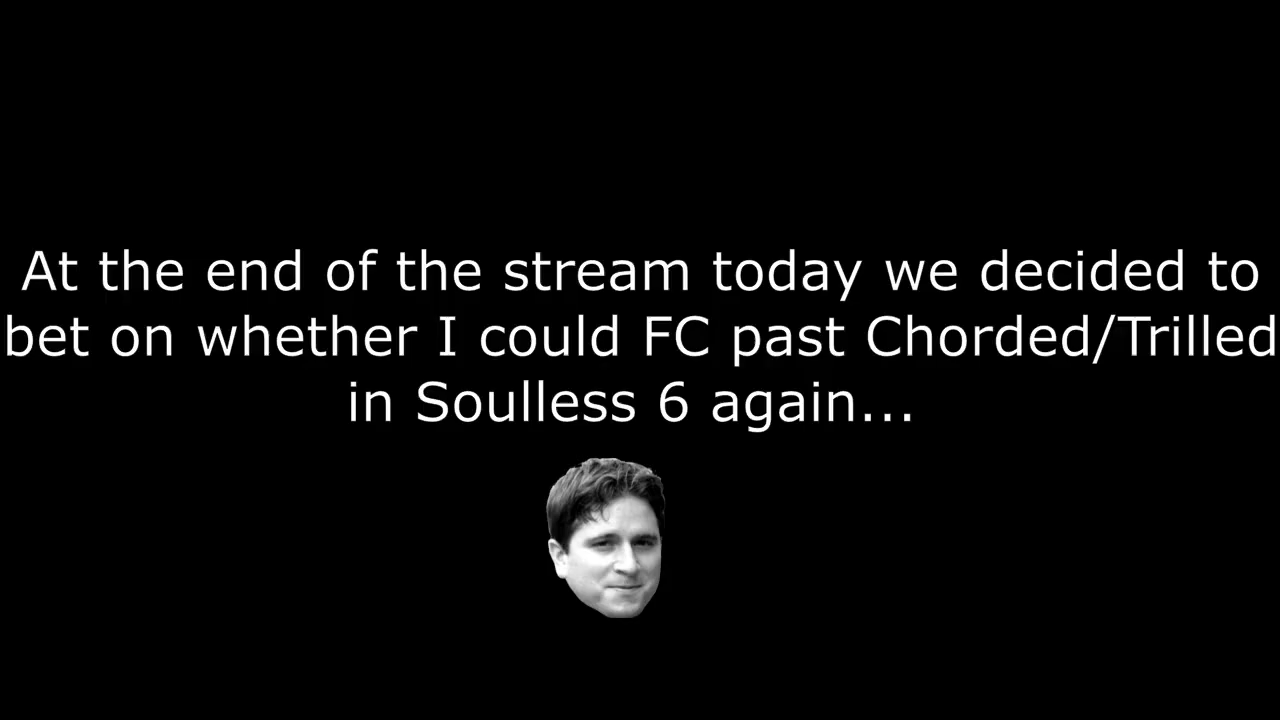 At the end of the stream today we decided to
bet on whether I could FC past Chorded/Trilled
in Soulless 6 again...